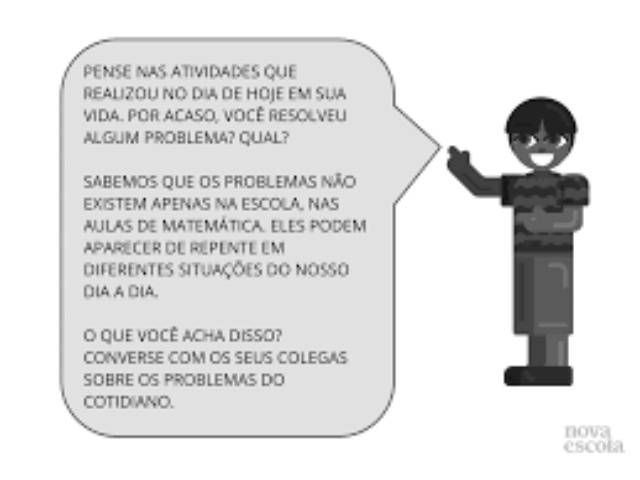 PENSE NAS ATIVIDADES QUE
REALIZOU NO DIA DE HOJE EM SUA
VIDA. POR ACASO, VOCÊ RESOLVEU
ALGUM PROBLEMA? QUAL?
SABEMOS QUE OS PROBLEMAS NÃO
EXISTEM APENAS NA ESCOLA, NAS
AULAS DE MATEMÁTICA. ELES PODEM
APARECER DE REPENTE EM
DIFERENTES SITUAÇÕES DO NOSSO
DIA A DIA.
O QUE VOCÊ ACHA DISSO?
CONVERSE COM OS SEUS COLEGAS
SOBRE OS PROBLEMAS DO
COTIDIANO.
nova
escola